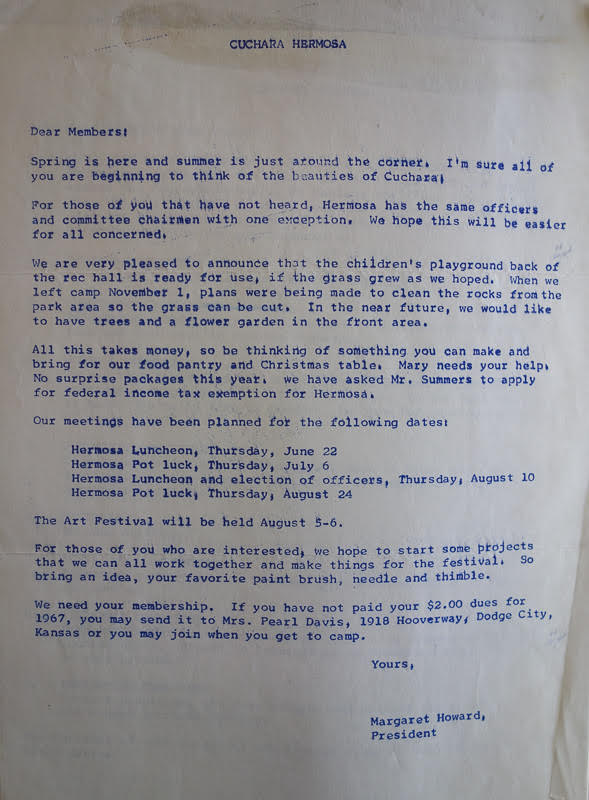 CUCHARA HERMOSA
Dear Members:
Spring is here and summer is just around the corner. I'm sure all of
you are beginning to think of the beauties of Cuchara.
For those of you that have not heard, Hermosa has the same officers
and committee chairmen with one exception. We hope this will be easier
for all concerned.
We are very pleased to announce that the children's playground back of
the rec hall is ready for use, if the grass grew as we hoped. When we
left camp November 1, plans were being made to clean the rocks from the
park area so the grass can be cut. In the near future, we would like
to have trees and a flower garden in the front area.
All this takes money, so be thinking of something you can make and
bring for our food pantry and Christmas table. Mary needs your help.
No surprise packages this year. we have asked Mr. Summers to apply
for federal income tax exemption for Hermosa.
Our meetings have been planned for the following dates:
Hermosa Luncheon, Thursday, June 22
Hermosa Pot luck, Thursday, July 6
Hermosa Luncheon and election of officers, Thursday, August 10
Hermosa Pot luck, Thursday, August 24
The Art Festival will be held August 5-6.
For those of you who are interested, we hope to start some projects
that we can all work together and make things for the festival. So
bring an idea, your favorite paint brush, needle and thimble.
We need your membership. If you have not paid your $2.00 dues for
1967, you may send it to Mrs. Pearl Davis, 1918 Hooverway, Dodge City,
Kansas or you may join when you get to camp.
Yours,
Margaret Howard,
President